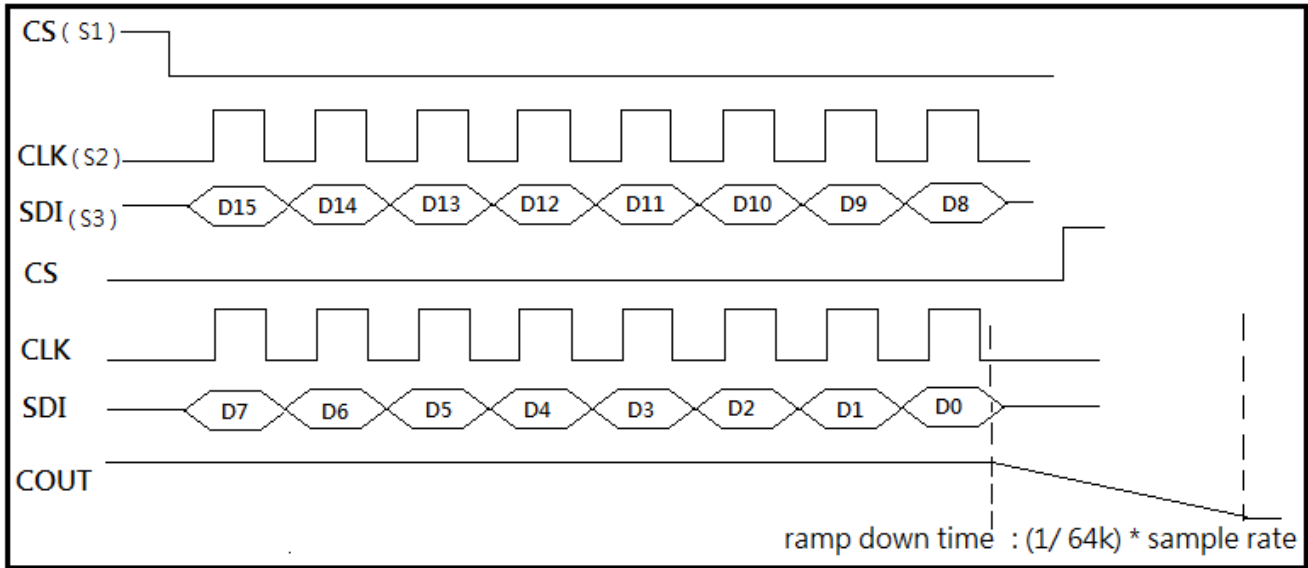 CS ( S1)
CLK ( S2)
SDI ( S3)
D15 D14 D13 D12 D11 D10 D9 D8
CS
CLK
SDI
D7 D6 D5 D4 D3 D2 D1 D0
COUT
ramp down time : (1/ 64k) * sample rate